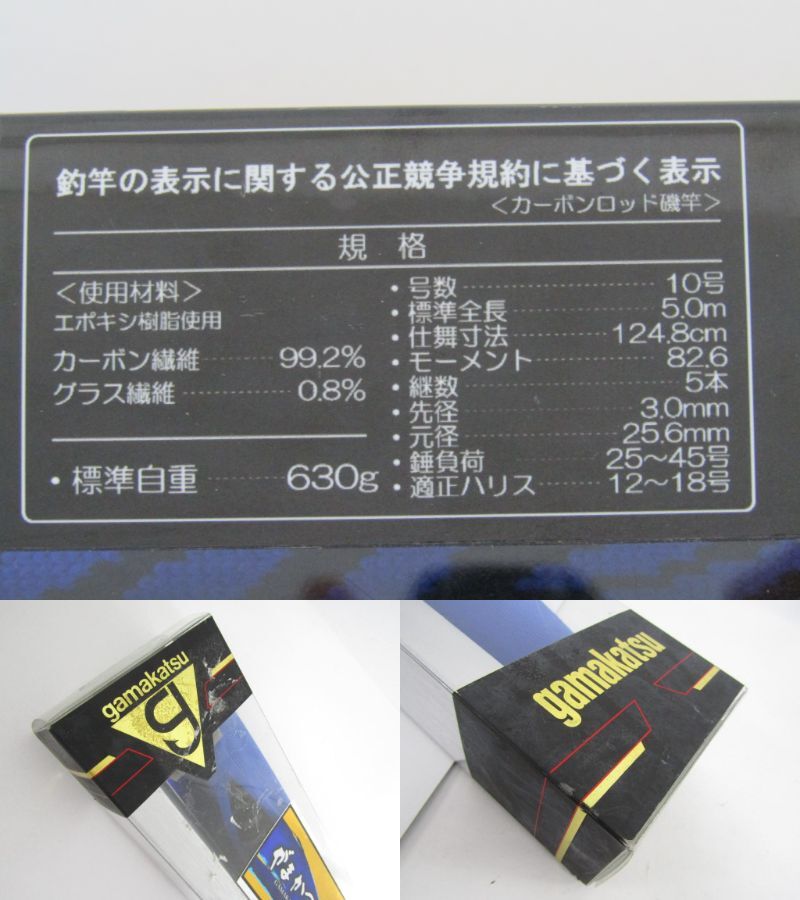 釣竿の表示に関する公正競争規約に基づく表示
＜カーボンロッド磯竿＞
規 格
＜使用材料＞
エポキシ樹脂使用
カーボン繊維 99.2%
グラス繊維 0.8%
・標準自重 630g
・号数 10号
・標準全長 5.0m
・仕舞寸法 124.8cm
・モーメント 82.6
・継数 5本
・先径 3.0mm
・元径 25.6mm
・錘負荷 25～45号
・適正ハリス 12～18号
gamakatsu
g
がまかつ
gamakatsu